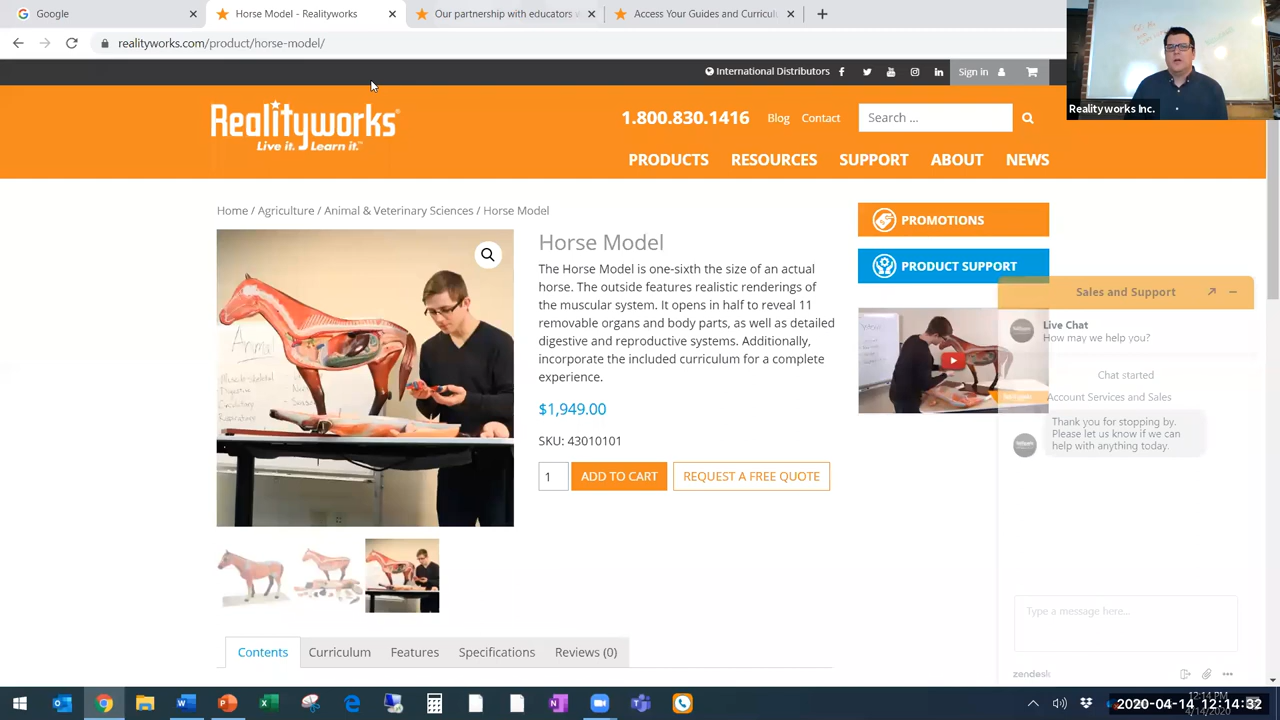 Google
Horse Model - Realityworks
Our partnership with educators
Access Your Guides and Curricul
realityworks.com/product/horse-model/
International Distributors
Sign in
Realityworks
Live it. Learn it.
1.800.830.1416
Blog
Contact
Search ...
PRODUCTS
RESOURCES
SUPPORT
ABOUT
NEWS
Realityworks Inc.
Home / Agriculture / Animal & Veterinary Sciences / Horse Model
Horse Model
The Horse Model is one-sixth the size of an actual
horse. The outside features realistic renderings of
the muscular system. It opens in half to reveal 11
removable organs and body parts, as well as detailed
digestive and reproductive systems. Additionally,
incorporate the included curriculum for a complete
experience.
$1,949.00
SKU: 43010101
1
ADD TO CART
REQUEST A FREE QUOTE
PROMOTIONS
PRODUCT SUPPORT
Sales and Support
Live Chat
How may we help you?
Chat started
Account Services and Sales
Thank you for stopping by.
Please let us know if we can
help with anything today.
Type a message here...
zendesk
Contents
Curriculum
Features
Specifications
Reviews (0)
12:14 PM
4/14/2020
2020-04-14 12:14:32